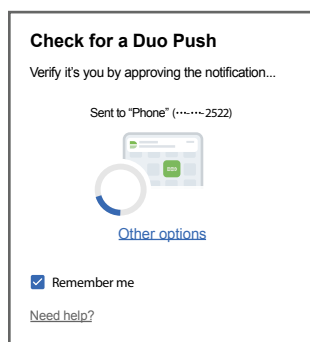 Check for a Duo Push
Verify it’s you by approving the notification...
Sent to “Phone” (···-···-2522)
Other options
Remember me
Need help?